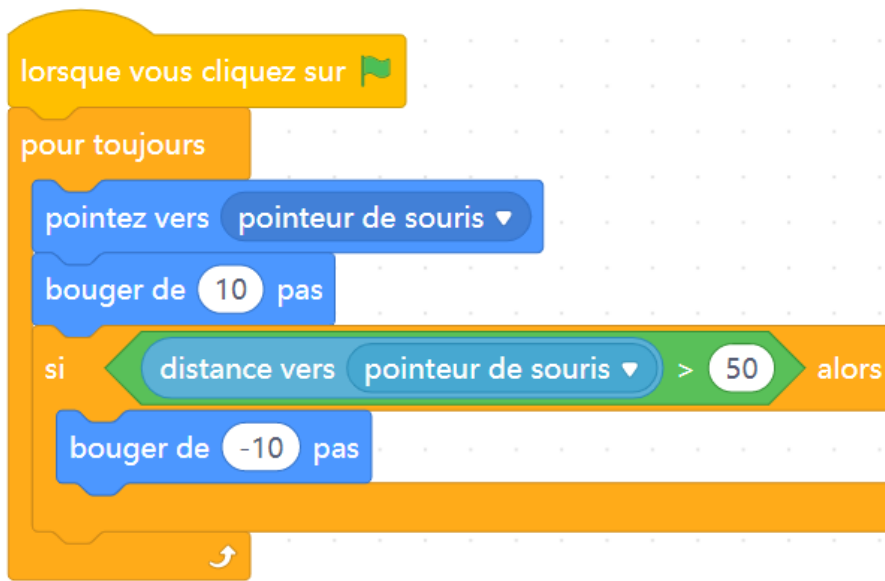 lorsque vous cliquez sur
pour toujours
pointez vers pointeur de souris
bouger de 10 pas
si distance vers pointeur de souris > 50 alors
bouger de -10 pas